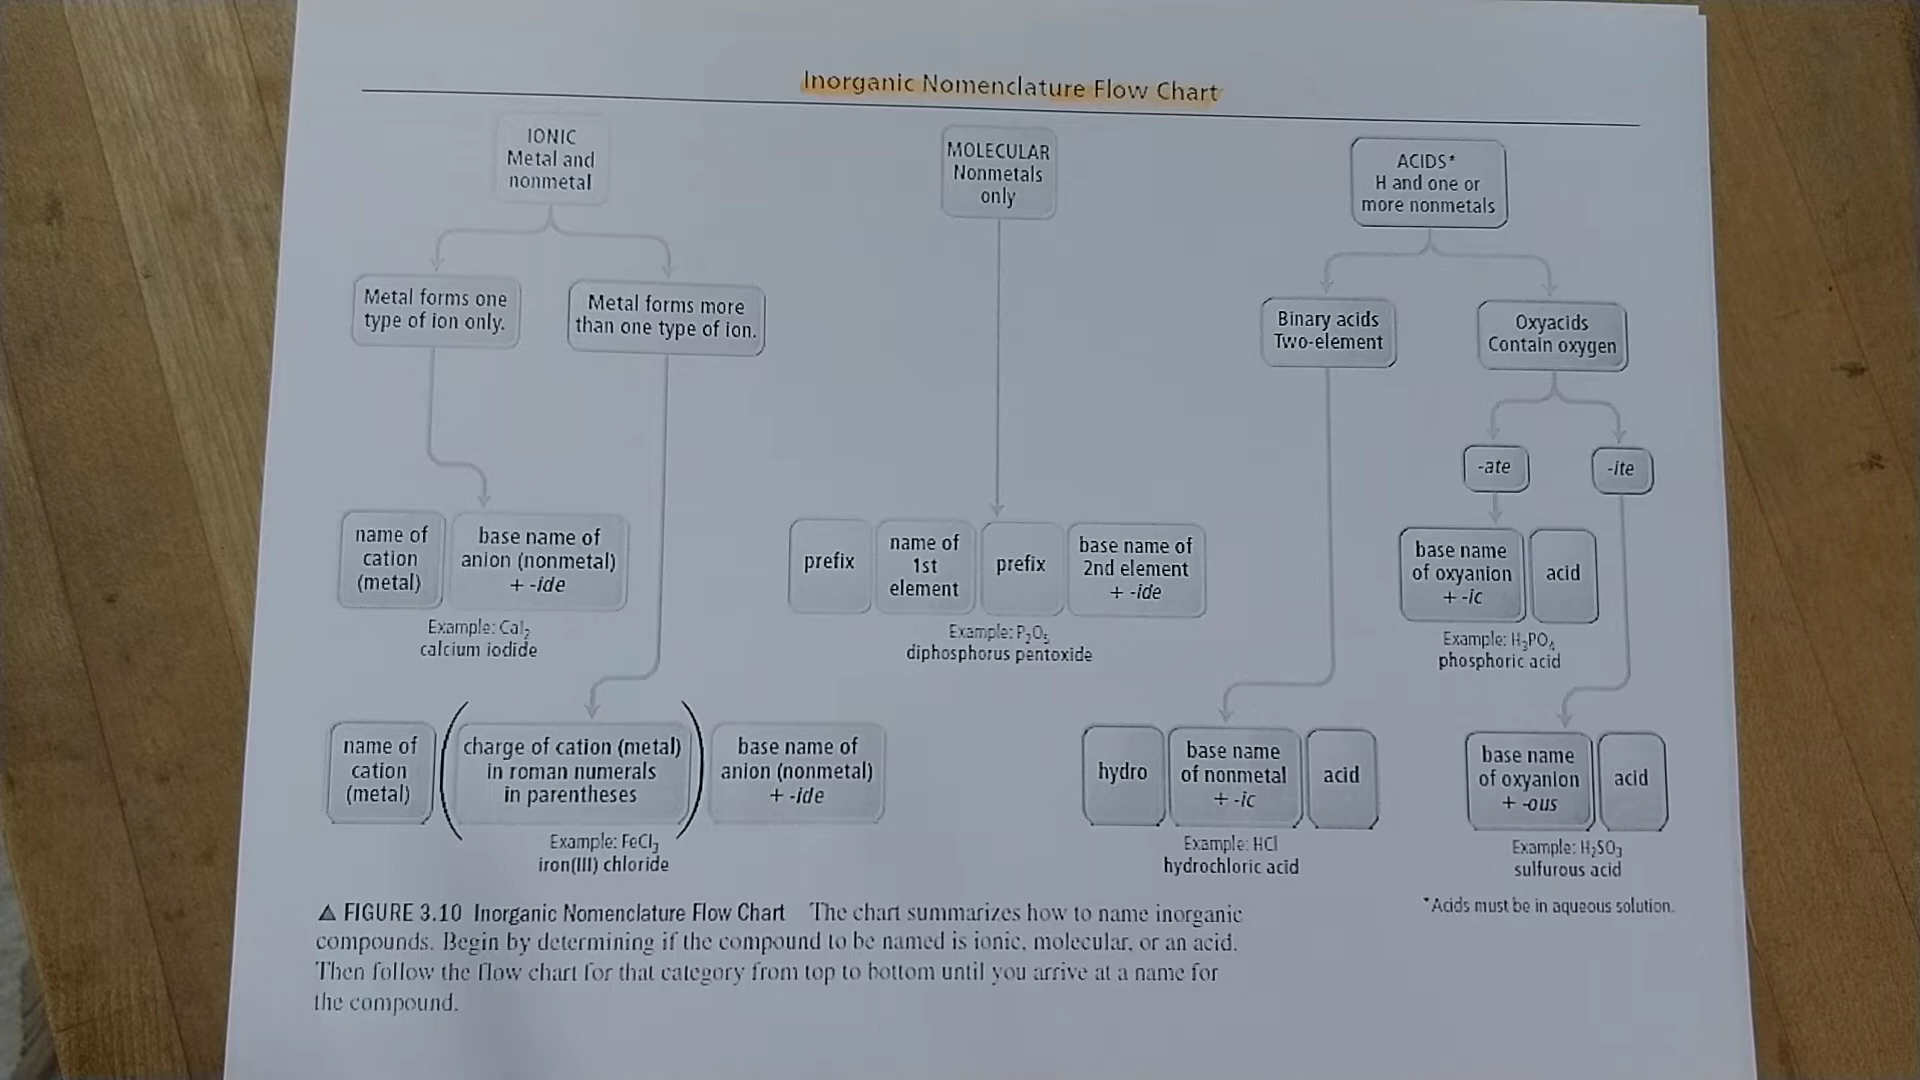 Inorganic Nomenclature Flow Chart
IONIC
Metal and
nonmetal
MOLECULAR
Nonmetals
only
ACIDS*
H and one or
more nonmetals
Metal forms one
type of ion only.
Metal forms more
than one type of ion.
Binary acids
Two-element
Oxyacids
Contain oxygen
-ate
-ite
name of
cation
(metal)
base name of
anion (nonmetal)
+ -ide
Example: CaI₂
calcium iodide
prefix
name of
1st
element
prefix
base name of
2nd element
+ -ide
Example: P₂O₅
diphosphorus pentoxide
base name
of oxyanion
+ -ic
acid
Example: H₃PO₄
phosphoric acid
name of
cation
(metal)
(charge of cation (metal)
in roman numerals
in parentheses)
base name of
anion (nonmetal)
+ -ide
Example: FeCl₃
iron(III) chloride
hydro
base name
of nonmetal
+ -ic
acid
Example: HCl
hydrochloric acid
base name
of oxyanion
+ -ous
acid
Example: H₂SO₃
sulfurous acid
*Acids must be in aqueous solution.
▲ FIGURE 3.10 Inorganic Nomenclature Flow Chart The chart summarizes how to name inorganic
compounds. Begin by determining if the compound to be named is ionic, molecular, or an acid.
Then follow the flow chart for that category from top to bottom until you arrive at a name for
the compound.